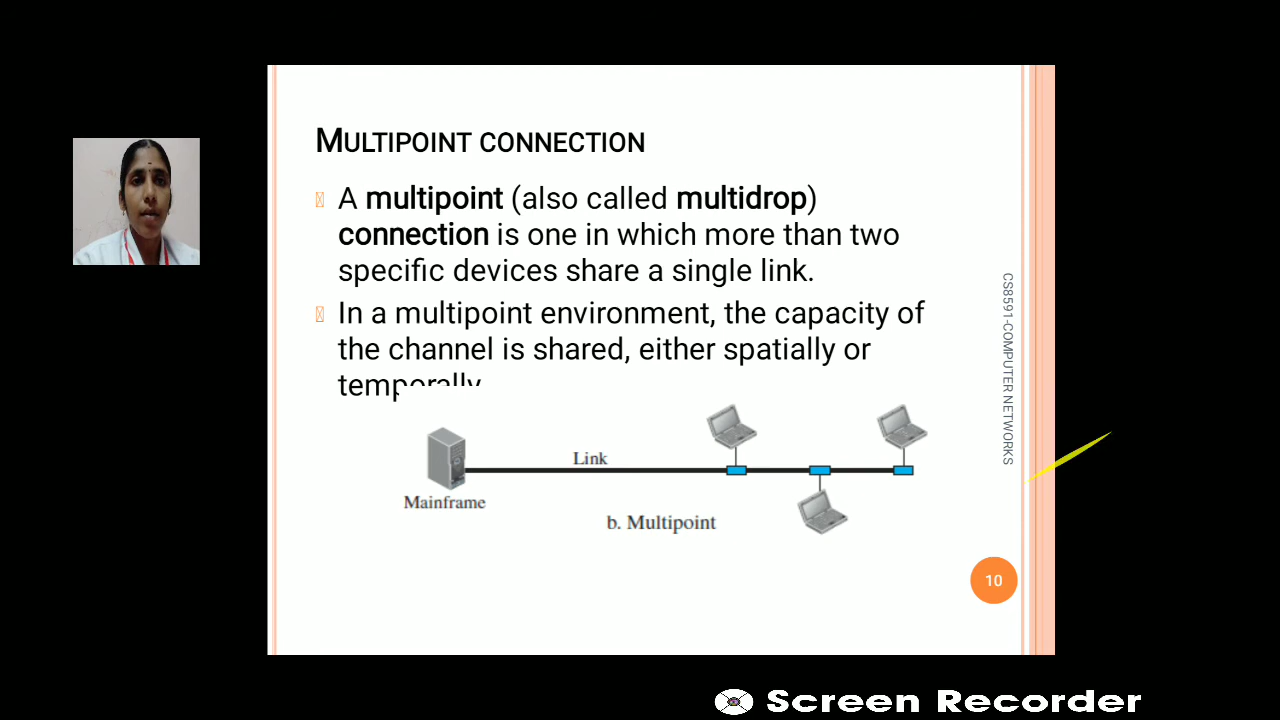 MULTIPOINT CONNECTION
A multipoint (also called multidrop)
connection is one in which more than two
specific devices share a single link.
In a multipoint environment, the capacity of
the channel is shared, either spatially or
temporally
Link
Mainframe
b. Multipoint
CS8591-COMPUTER NETWORKS
10
Screen Recorder